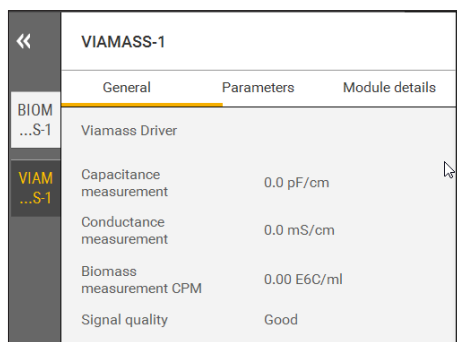 VIAMASS-1
General Parameters Module details
BIOM
...S-1
VIAM
...S-1
Viamass Driver
Capacitance
measurement
0.0 pF/cm
Conductance
measurement
0.0 mS/cm
Biomass
measurement CPM
0.00 E6C/ml
Signal quality Good